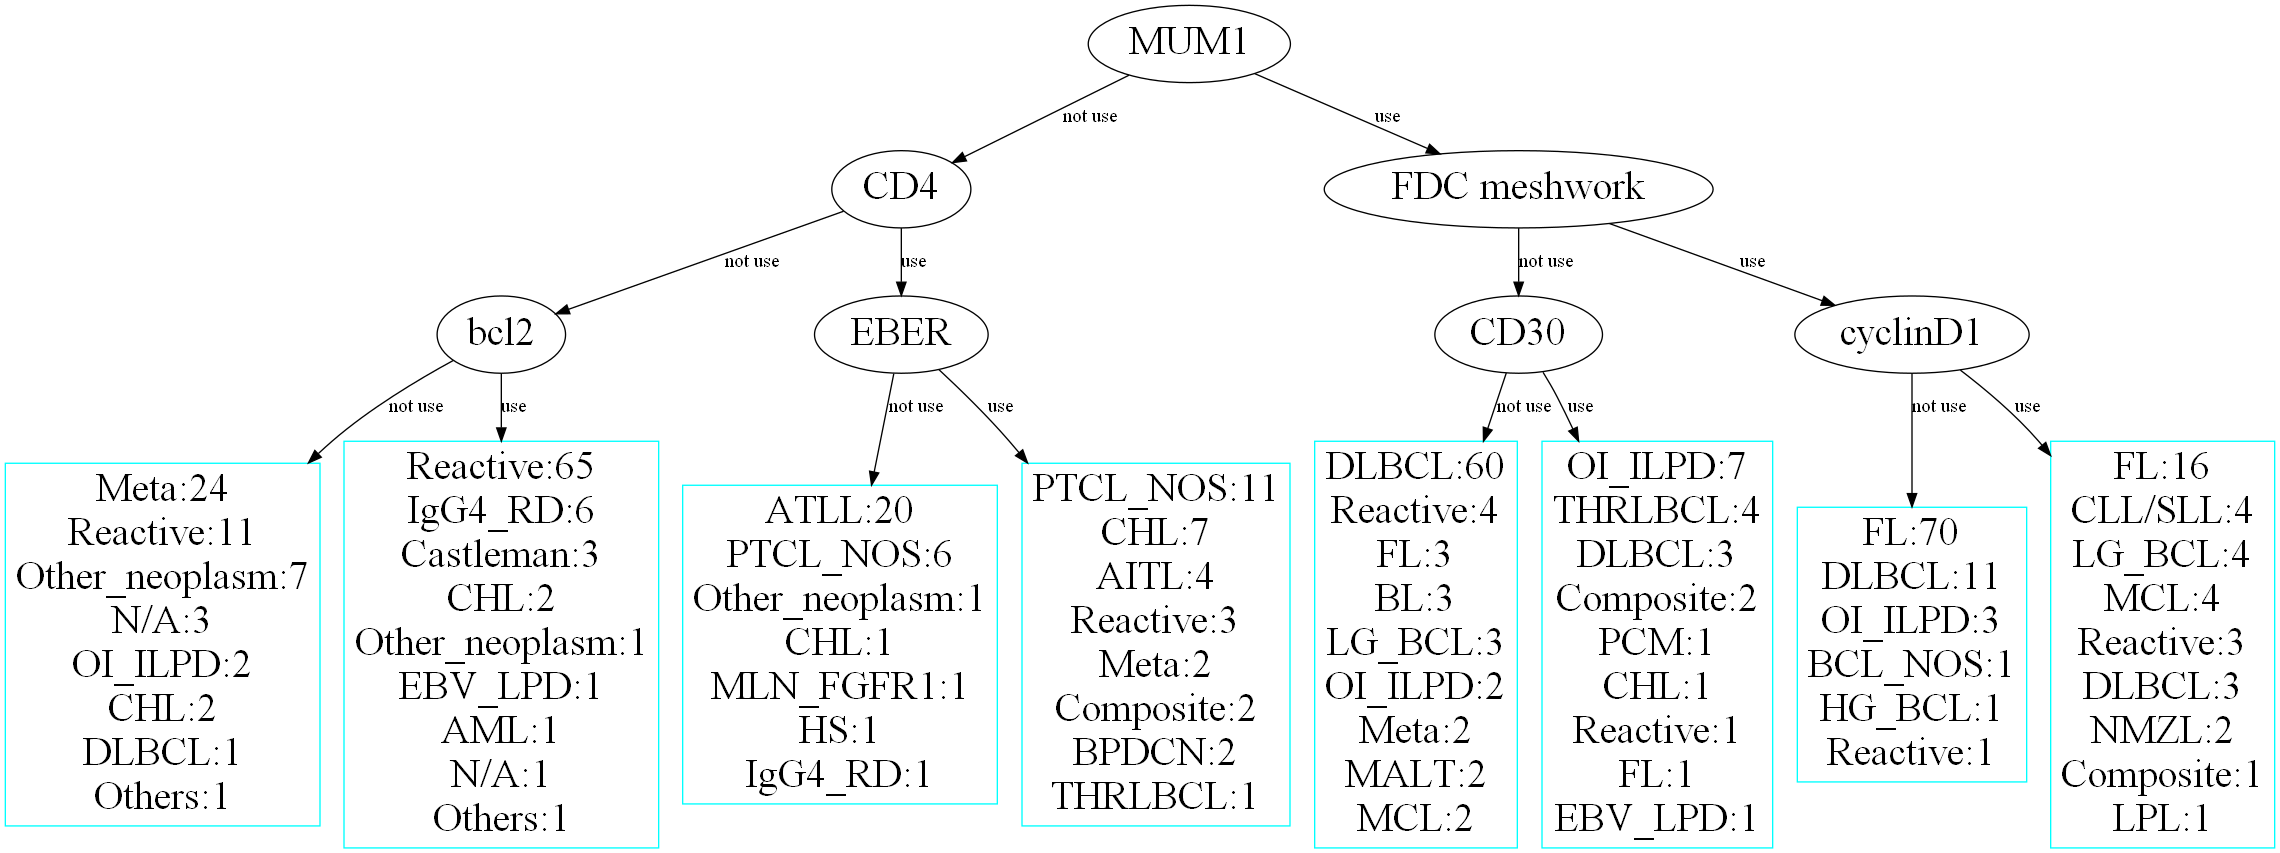 MUM1
not use
use
CD4
FDC meshwork
not use
use
not use
use
bcl2
EBER
CD30
cyclinD1
not use
use
not use
use
not use
use
not use
use
Meta:24
Reactive:11
Other_neoplasm:7
N/A:3
OI_ILPD:2
CHL:2
DLBCL:1
Others:1
Reactive:65
IgG4_RD:6
Castleman:3
CHL:2
Other_neoplasm:1
EBV_LPD:1
AML:1
N/A:1
Others:1
ATLL:20
PTCL_NOS:6
Other_neoplasm:1
CHL:1
MLN_FGFR1:1
HS:1
IgG4_RD:1
PTCL_NOS:11
CHL:7
AITL:4
Reactive:3
Meta:2
Composite:2
BPDCN:2
THRLBCL:1
DLBCL:60
Reactive:4
FL:3
BL:3
LG_BCL:3
OI_ILPD:2
Meta:2
MALT:2
MCL:2
OI_ILPD:7
THRLBCL:4
DLBCL:3
Composite:2
PCM:1
CHL:1
Reactive:1
FL:1
EBV_LPD:1
FL:70
DLBCL:11
OI_ILPD:3
BCL_NOS:1
HG_BCL:1
Reactive:1
FL:16
CLL/SLL:4
LG_BCL:4
MCL:4
Reactive:3
DLBCL:3
NMZL:2
Composite:1
LPL:1